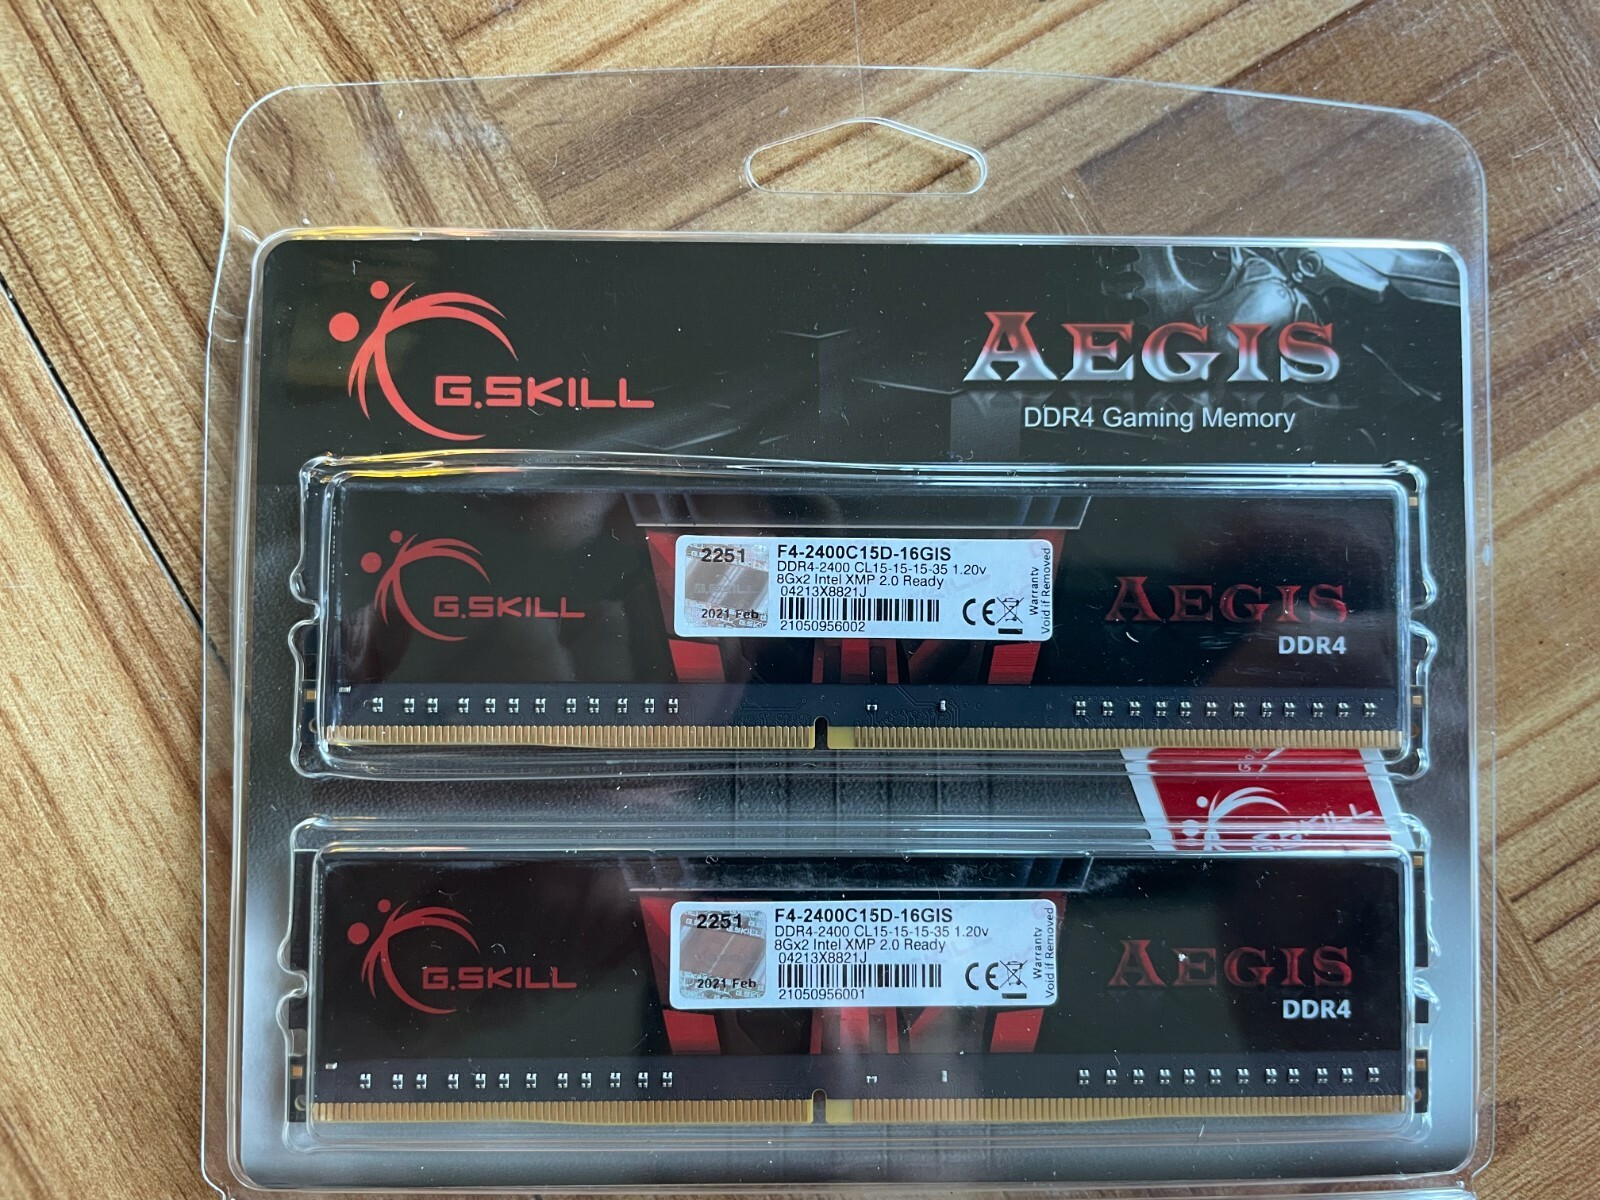 G.SKILL
AEGIS
DDR4 Gaming Memory
G.SKILL
2251
2021 Feb
F4-2400C15D-16GIS
DDR4-2400 CL15-15-15-35 1.20v
8Gx2 Intel XMP 2.0 Ready
04213X8821J
21050956002
CE
Warranty
Void if Removed
AEGIS
DDR4
G.SKILL
G.SKILL
2251
2021 Feb
F4-2400C15D-16GIS
DDR4-2400 CL15-15-15-35 1.20v
8Gx2 Intel XMP 2.0 Ready
04213X8821J
21050956001
CE
Warranty
Void if Removed
AEGIS
DDR4